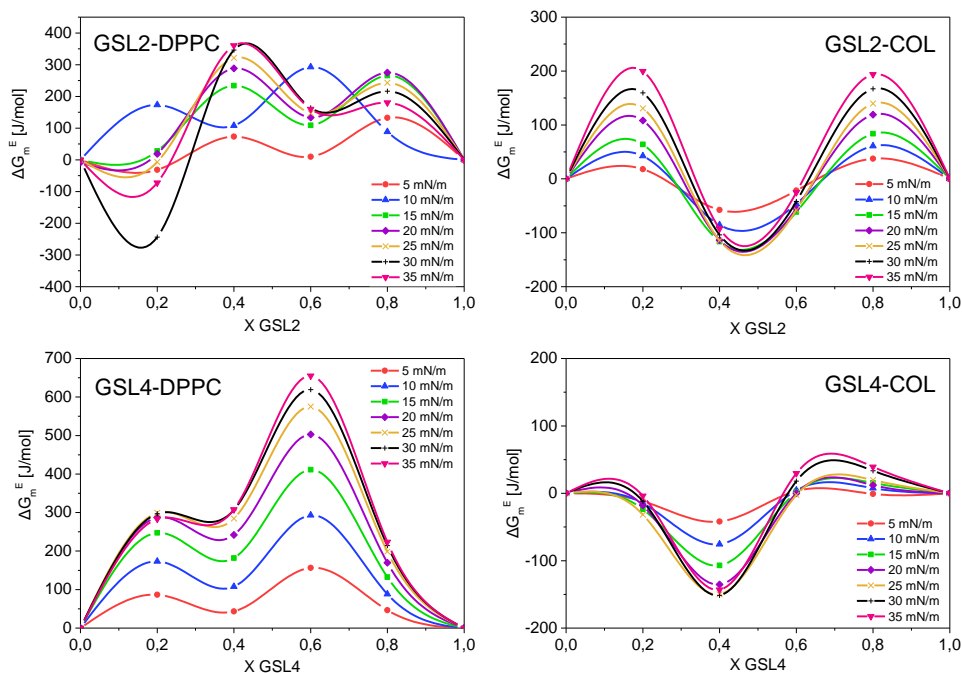 GSL2-DPPC
ΔG_m^E [J/mol]
400
300
200
100
0
-100
-200
-300
-400
0,0 0,2 0,4 0,6 0,8 1,0
X GSL2
5 mN/m
10 mN/m
15 mN/m
20 mN/m
25 mN/m
30 mN/m
35 mN/m
GSL2-COL
ΔG_m^E [J/mol]
300
200
100
0
-100
-200
0,0 0,2 0,4 0,6 0,8 1,0
X GSL2
5 mN/m
10 mN/m
15 mN/m
20 mN/m
25 mN/m
30 mN/m
35 mN/m
GSL4-DPPC
ΔG_m^E [J/mol]
700
600
500
400
300
200
100
0
0,0 0,2 0,4 0,6 0,8 1,0
X GSL4
5 mN/m
10 mN/m
15 mN/m
20 mN/m
25 mN/m
30 mN/m
35 mN/m
GSL4-COL
ΔG_m^E [J/mol]
200
100
0
-100
-200
0,0 0,2 0,4 0,6 0,8 1,0
X GSL4
5 mN/m
10 mN/m
15 mN/m
20 mN/m
25 mN/m
30 mN/m
35 mN/m